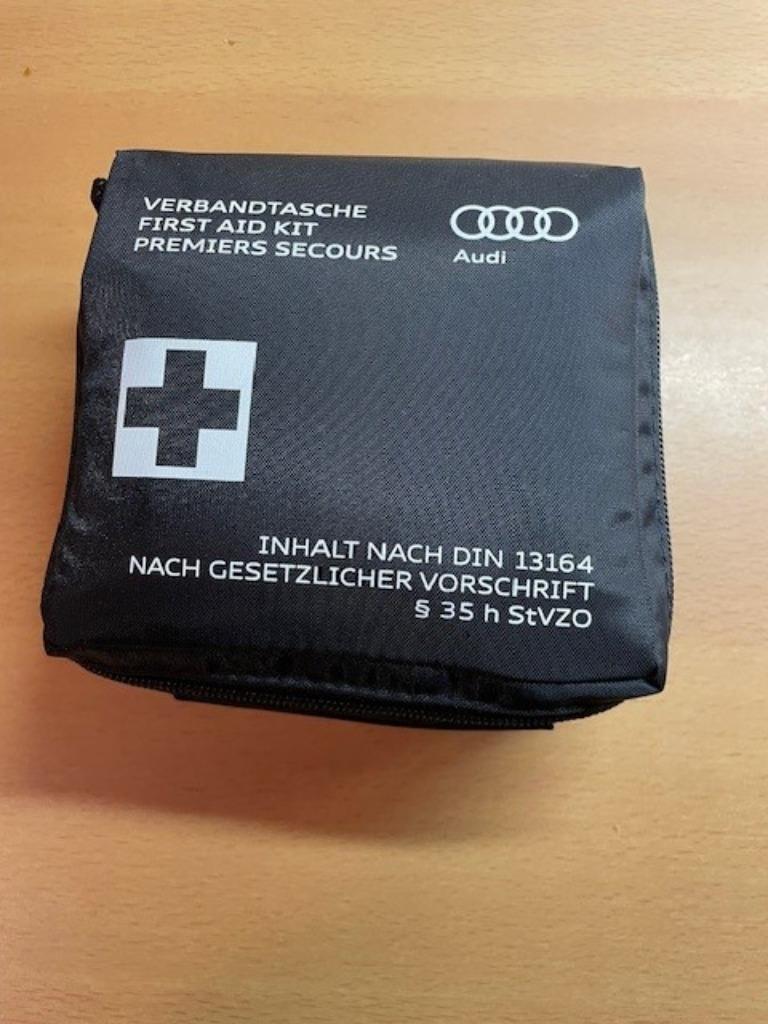 VERBANDTASCHE
FIRST AID KIT
PREMIERS SECOURS
Audi
INHALT NACH DIN 13164
NACH GESETZLICHER VORSCHRIFT
§ 35 h StVZO